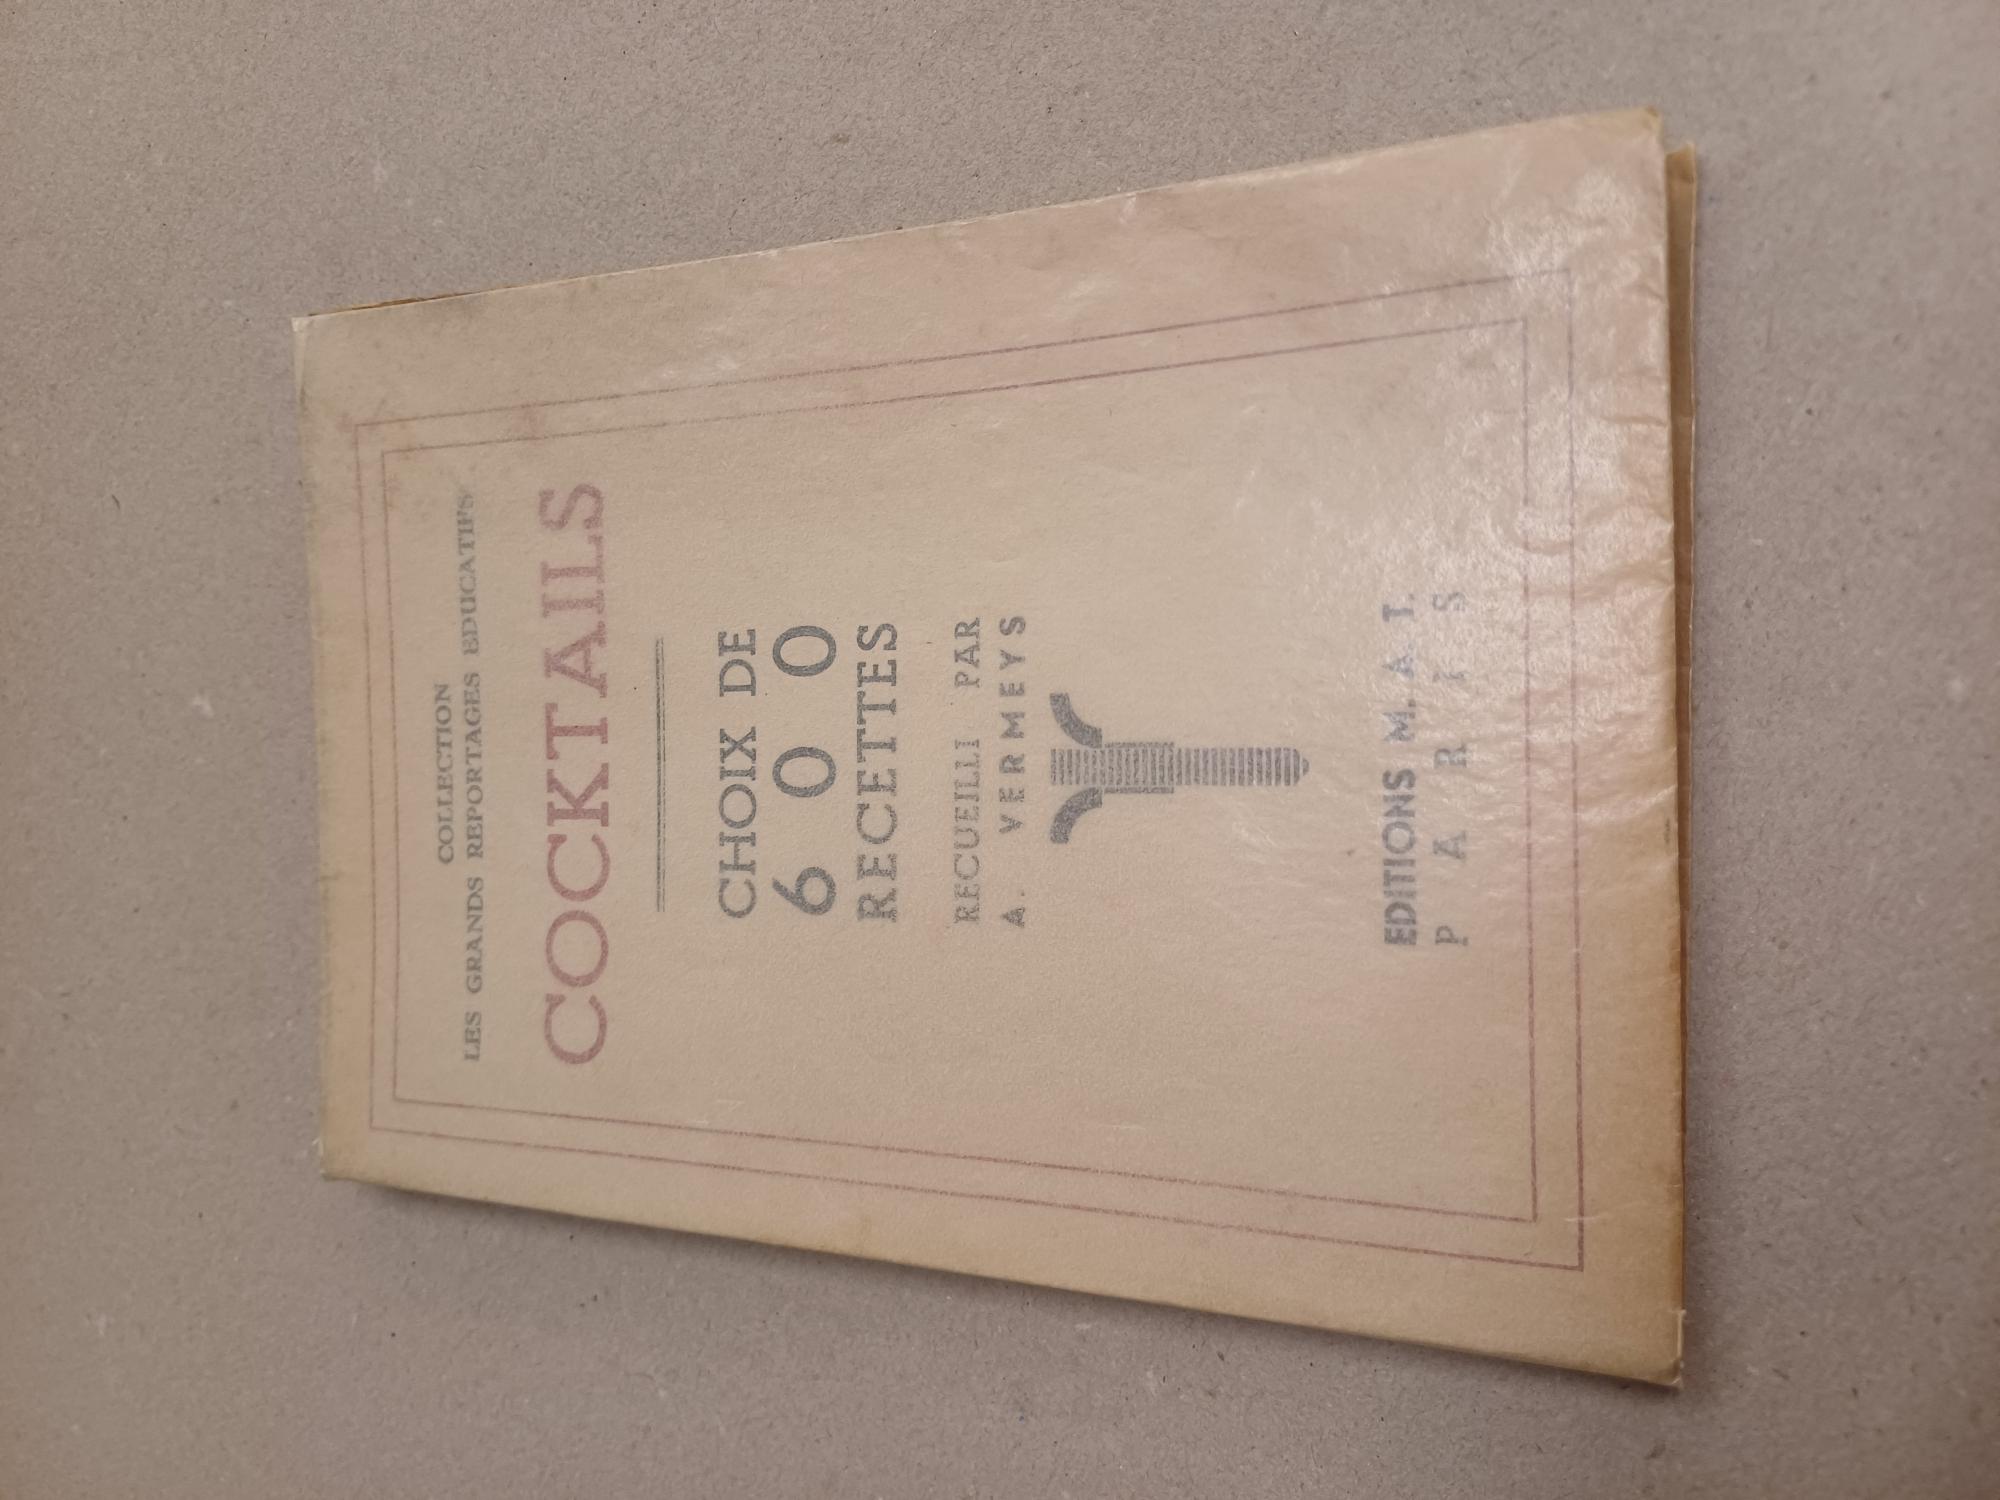 COLLECTION
LES GRANDS REPORTAGES EDUCATIFS
COCKTAILS
CHOIX DE
600
RECETTES
RECUEILLI PAR
A. VERMEYS
EDITIONS M. A. T.
PARIS